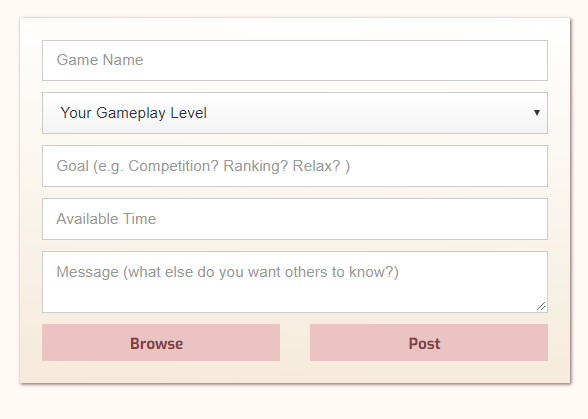 Game Name
Your Gameplay Level
Goal (e.g. Competition? Ranking? Relax? )
Available Time
Message (what else do you want others to know?)
Browse
Post